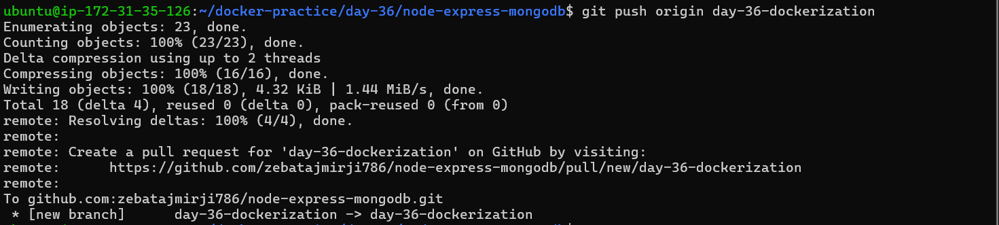 ubuntu@ip-172-31-35-126:~/docker-practice/day-36/node-express-mongodb$ git push origin day-36-dockerization
Enumerating objects: 23, done.
Counting objects: 100% (23/23), done.
Delta compression using up to 2 threads
Compressing objects: 100% (16/16), done.
Writing objects: 100% (18/18), 4.32 KiB | 1.44 MiB/s, done.
Total 18 (delta 4), reused 0 (delta 0), pack-reused 0 (from 0)
remote: Resolving deltas: 100% (4/4), done.
remote:
remote: Create a pull request for 'day-36-dockerization' on GitHub by visiting:
remote:      https://github.com/zebatajmirji786/node-express-mongodb/pull/new/day-36-dockerization
remote:
To github.com:zebatajmirji786/node-express-mongodb.git
 * [new branch]      day-36-dockerization -> day-36-dockerization